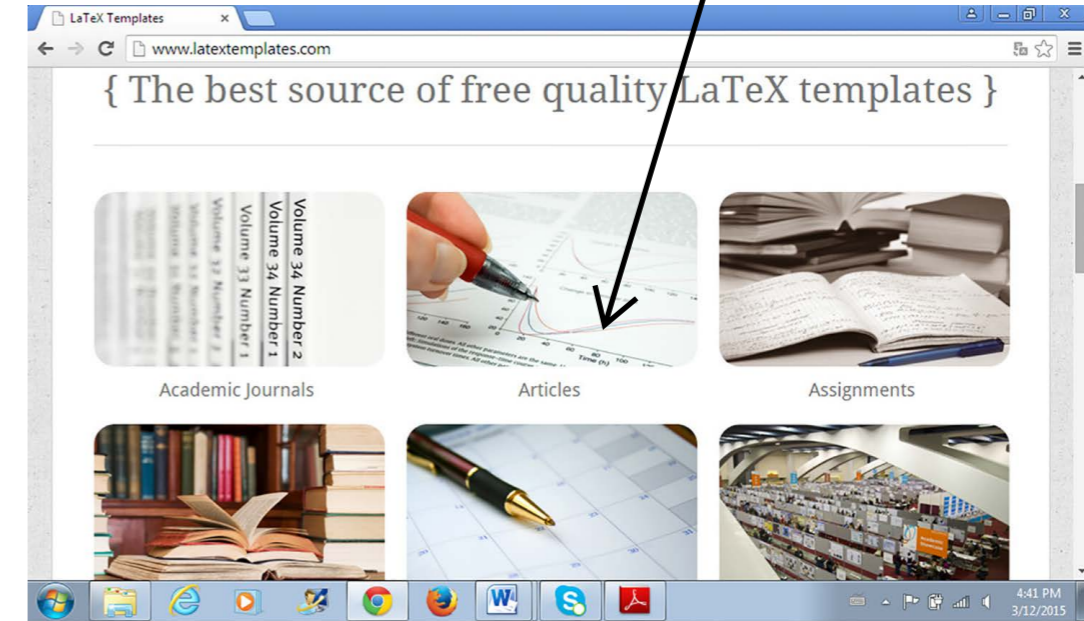 LaTeX Templates
www.latextemplates.com
{ The best source of free quality LaTeX templates }
Volume 34 Number 2
Volume 34 Number 1
Volume 33 Number 1
Time (h)
Academic Journals
Articles
Assignments
4:41 PM
3/12/2015